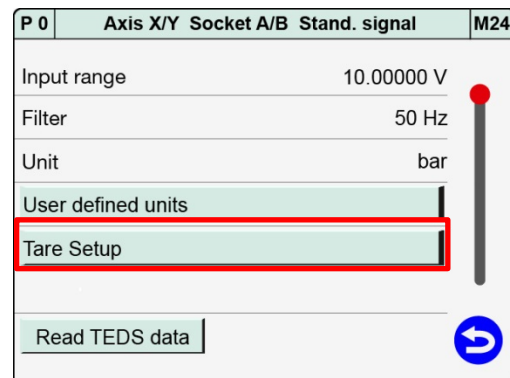 P 0 Axis X/Y Socket A/B Stand. signal M24
Input range 10.00000 V
Filter 50 Hz
Unit bar
User defined units
Tare Setup
Read TEDS data